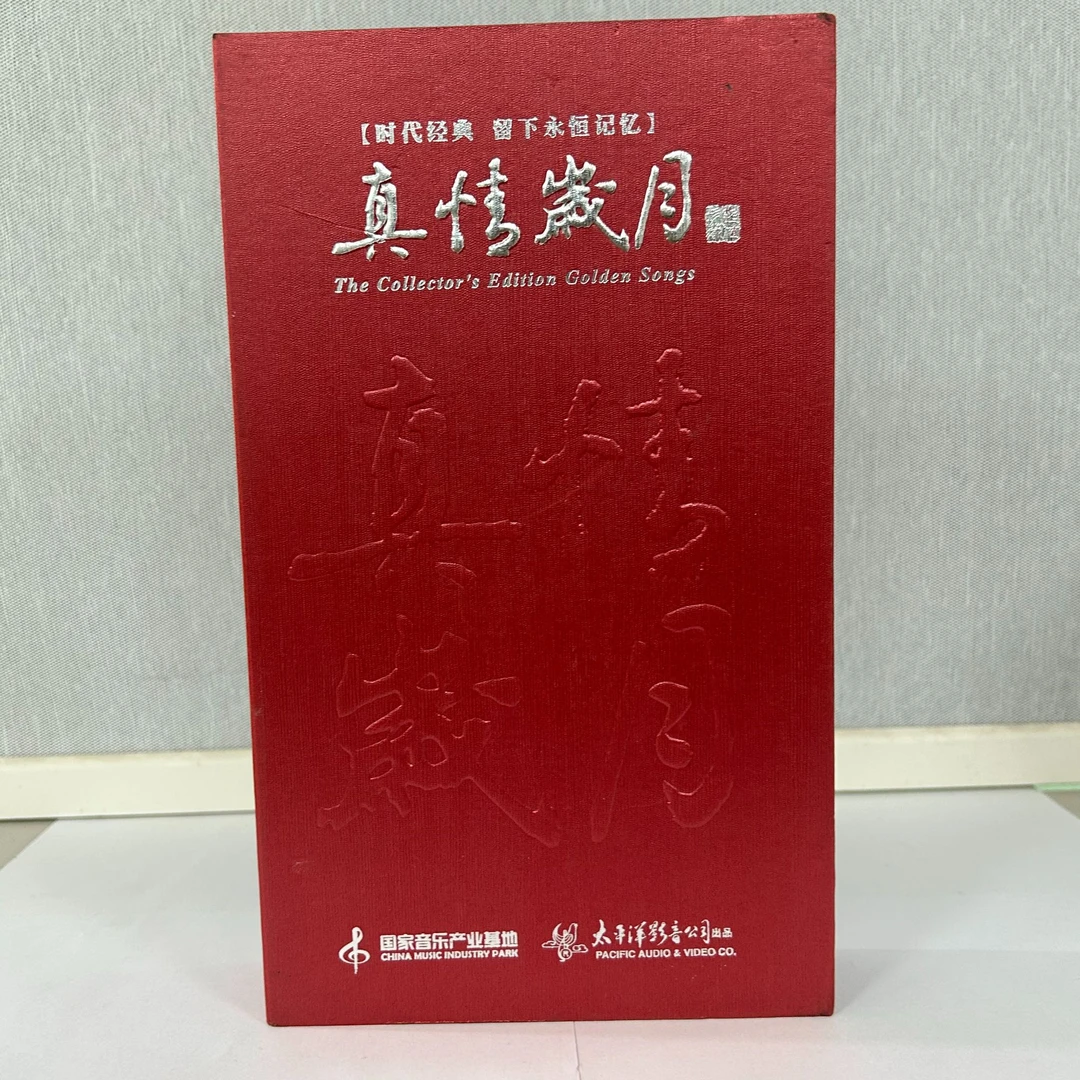 【时代经典 留下永恒记忆】
真情歲月
The Collector's Edition Golden Songs
真情
歲月
国家音乐产业基地
CHINA MUSIC INDUSTRY PARK
太平洋影音公司出品
PACIFIC AUDIO & VIDEO CO.